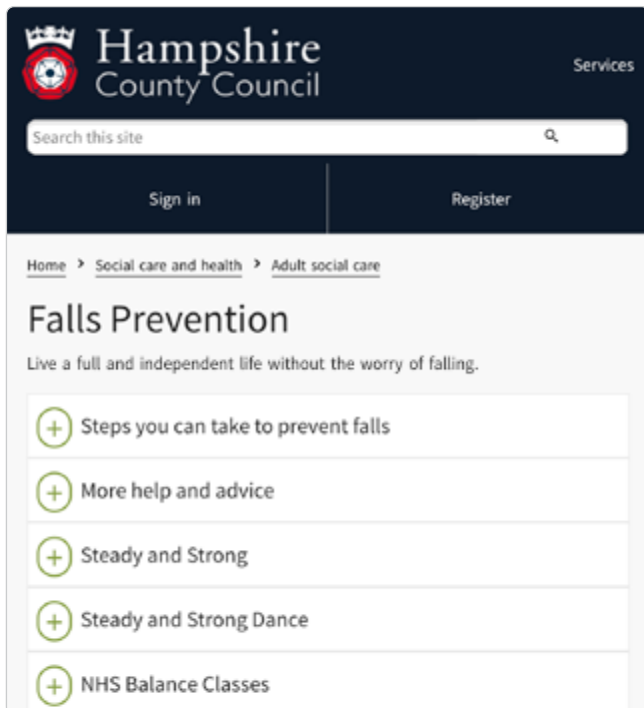 Hampshire
County Council
Services
Search this site
Sign in
Register
Home > Social care and health > Adult social care
Falls Prevention
Live a full and independent life without the worry of falling.
Steps you can take to prevent falls
More help and advice
Steady and Strong
Steady and Strong Dance
NHS Balance Classes